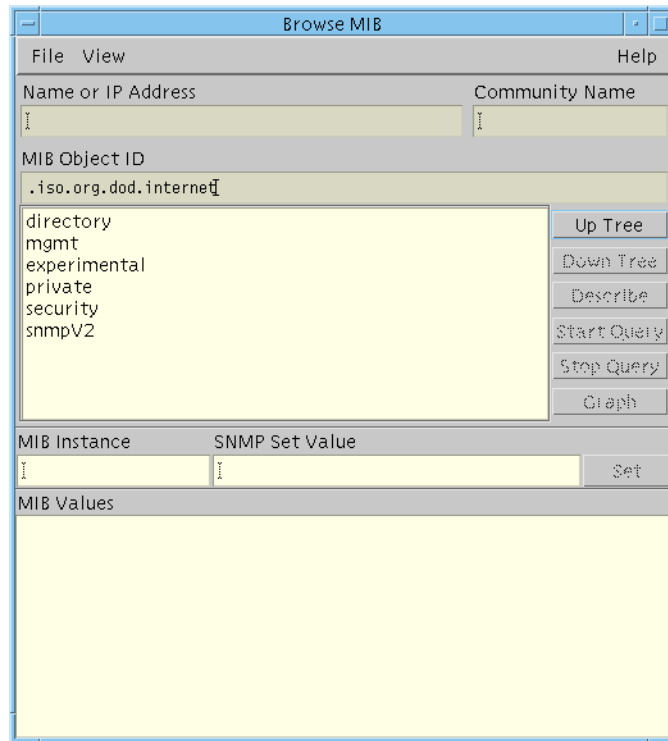 Browse MIB
File View Help
Name or IP Address Community Name
MIB Object ID
.iso.org.dod.internet
directory
mgmt
experimental
private
security
snmpV2
Up Tree
Down Tree
Describe
Start Query
Stop Query
Graph
MIB Instance SNMP Set Value
Set
MIB Values